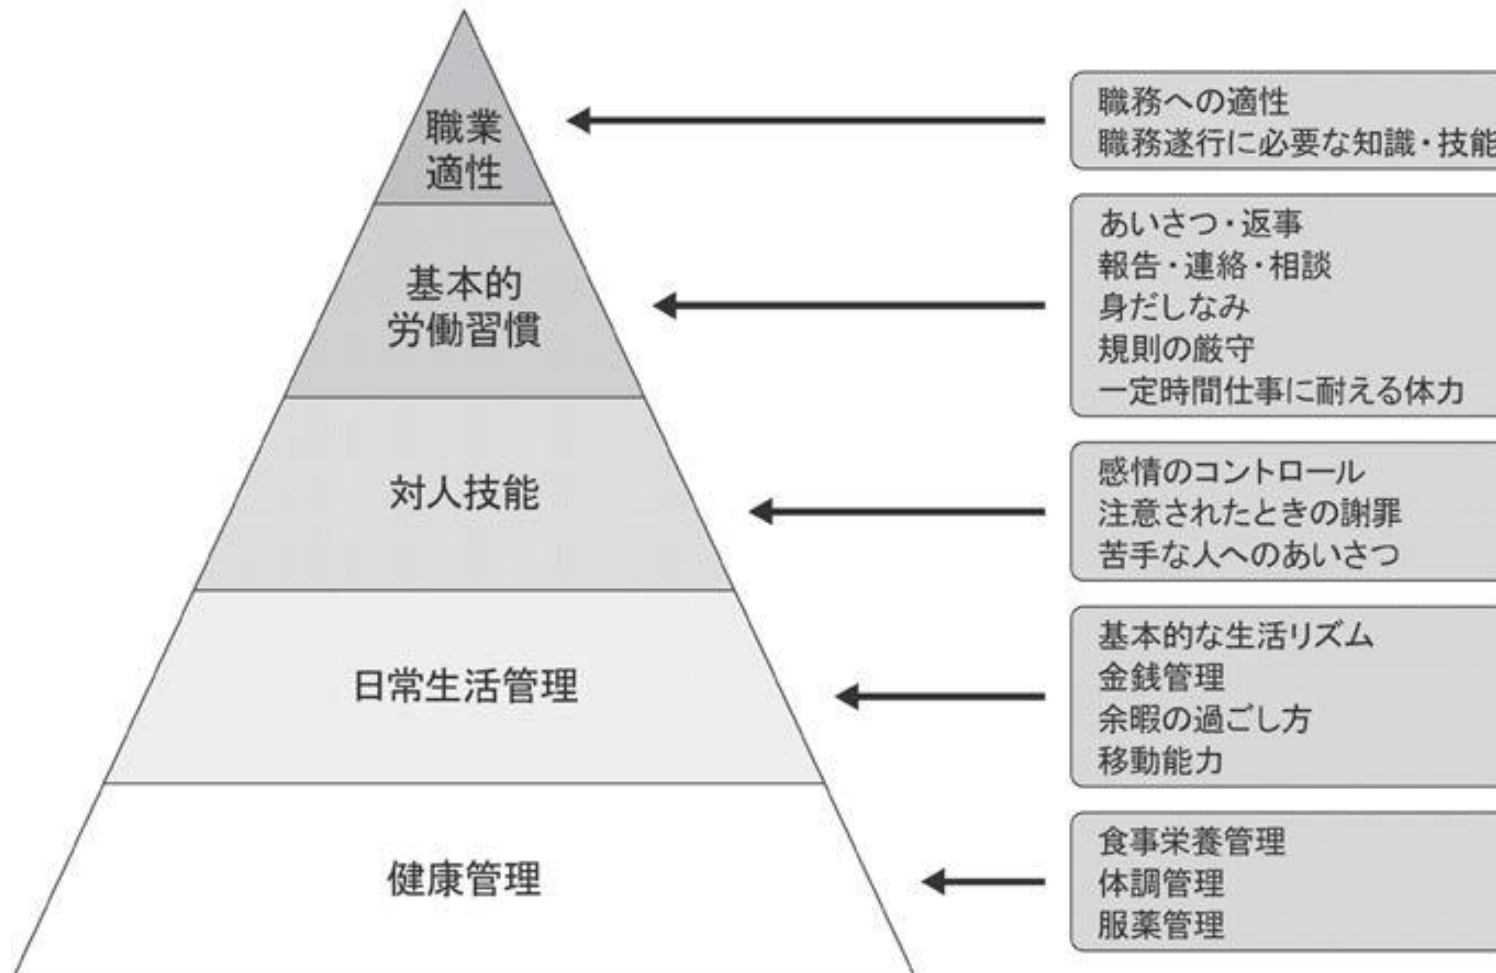 職業
適性
職務への適性
職務遂行に必要な知識・技能
基本的
労働習慣
あいさつ・返事
報告・連絡・相談
身だしなみ
規則の厳守
一定時間仕事に耐える体力
対人技能
感情のコントロール
注意されたときの謝罪
苦手な人へのあいさつ
日常生活管理
基本的な生活リズム
金銭管理
余暇の過ごし方
移動能力
健康管理
食事栄養管理
体調管理
服薬管理